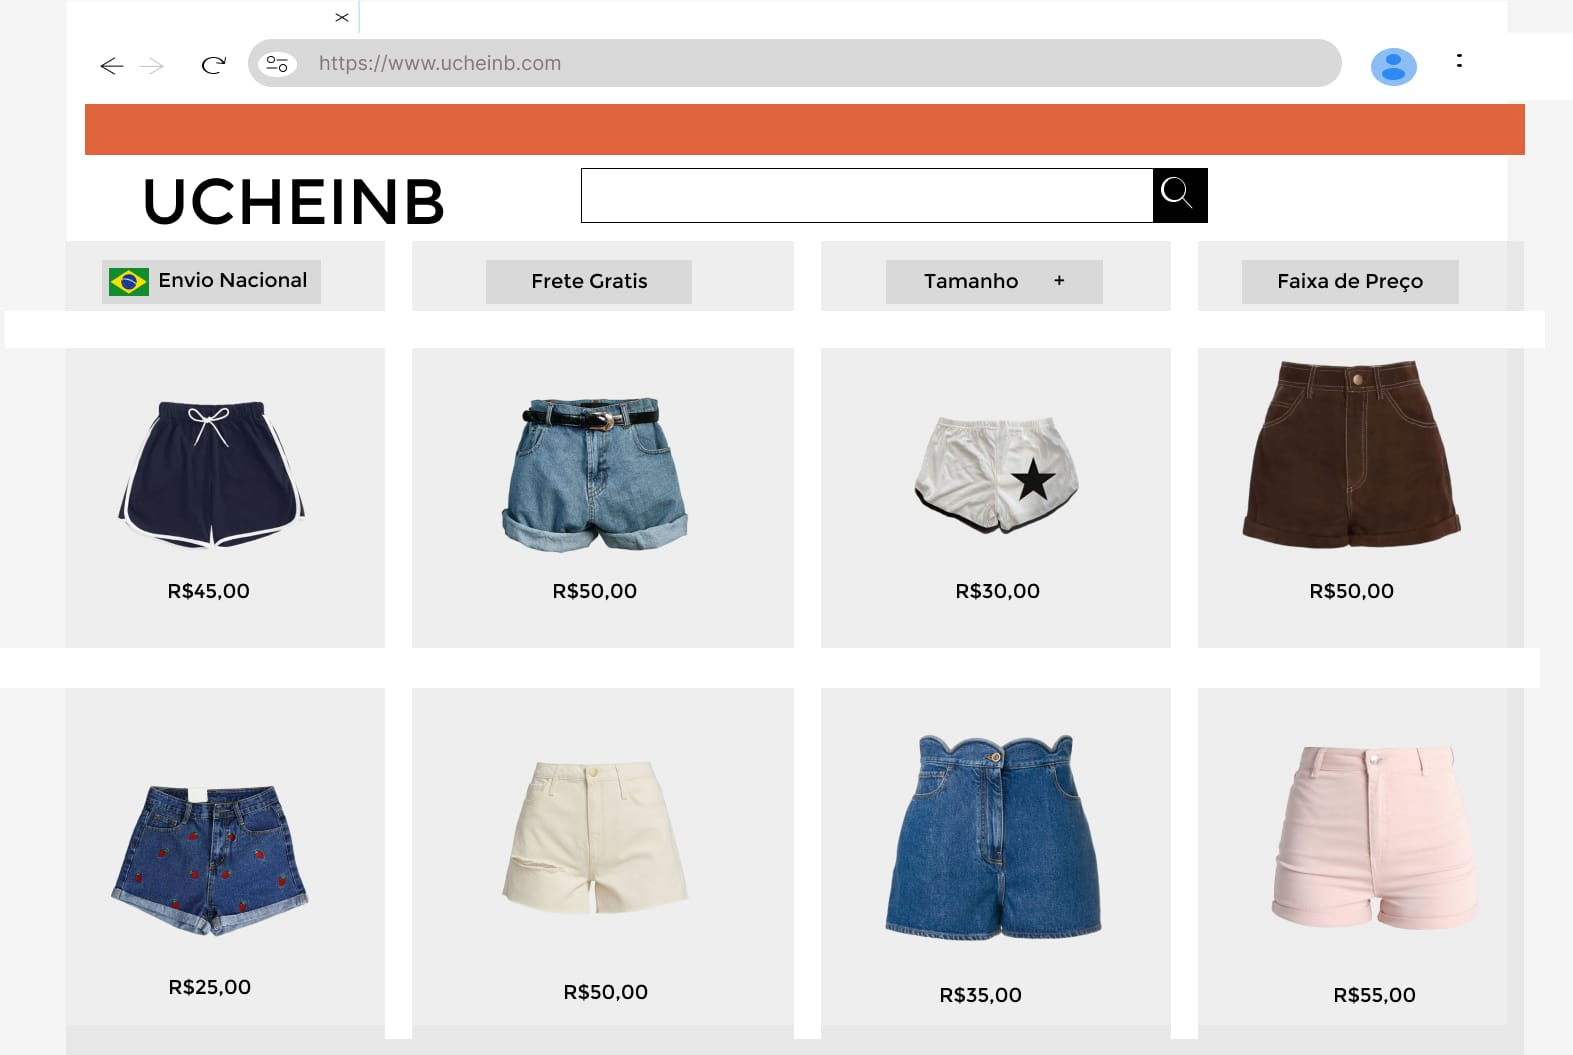 https://www.ucheinb.com
UCHEINB
Envio Nacional
Frete Gratis
Tamanho +
Faixa de Preço
R$45,00
R$50,00
R$30,00
R$50,00
R$25,00
R$50,00
R$35,00
R$55,00